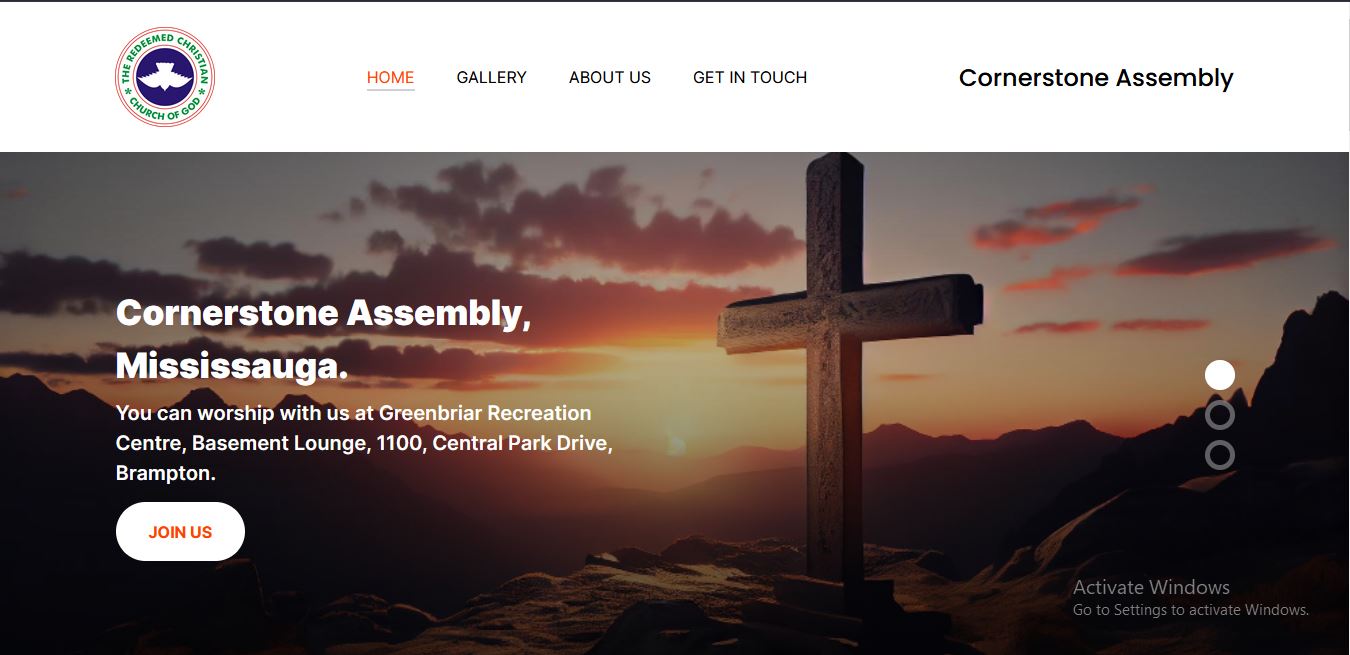 THE REDEEMED CHRISTIAN
CHURCH OF GOD
HOME
GALLERY
ABOUT US
GET IN TOUCH
Cornerstone Assembly
Cornerstone Assembly,
Mississauga.
You can worship with us at Greenbriar Recreation
Centre, Basement Lounge, 1100, Central Park Drive,
Brampton.
JOIN US
Activate Windows
Go to Settings to activate Windows.